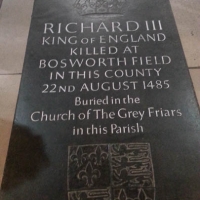 RICHARD III
KING OF ENGLAND
KILLED AT
BOSWORTH FIELD
IN THIS COUNTY
22ND AUGUST 1485
Buried in the
Church of The Grey Friars
in this Parish